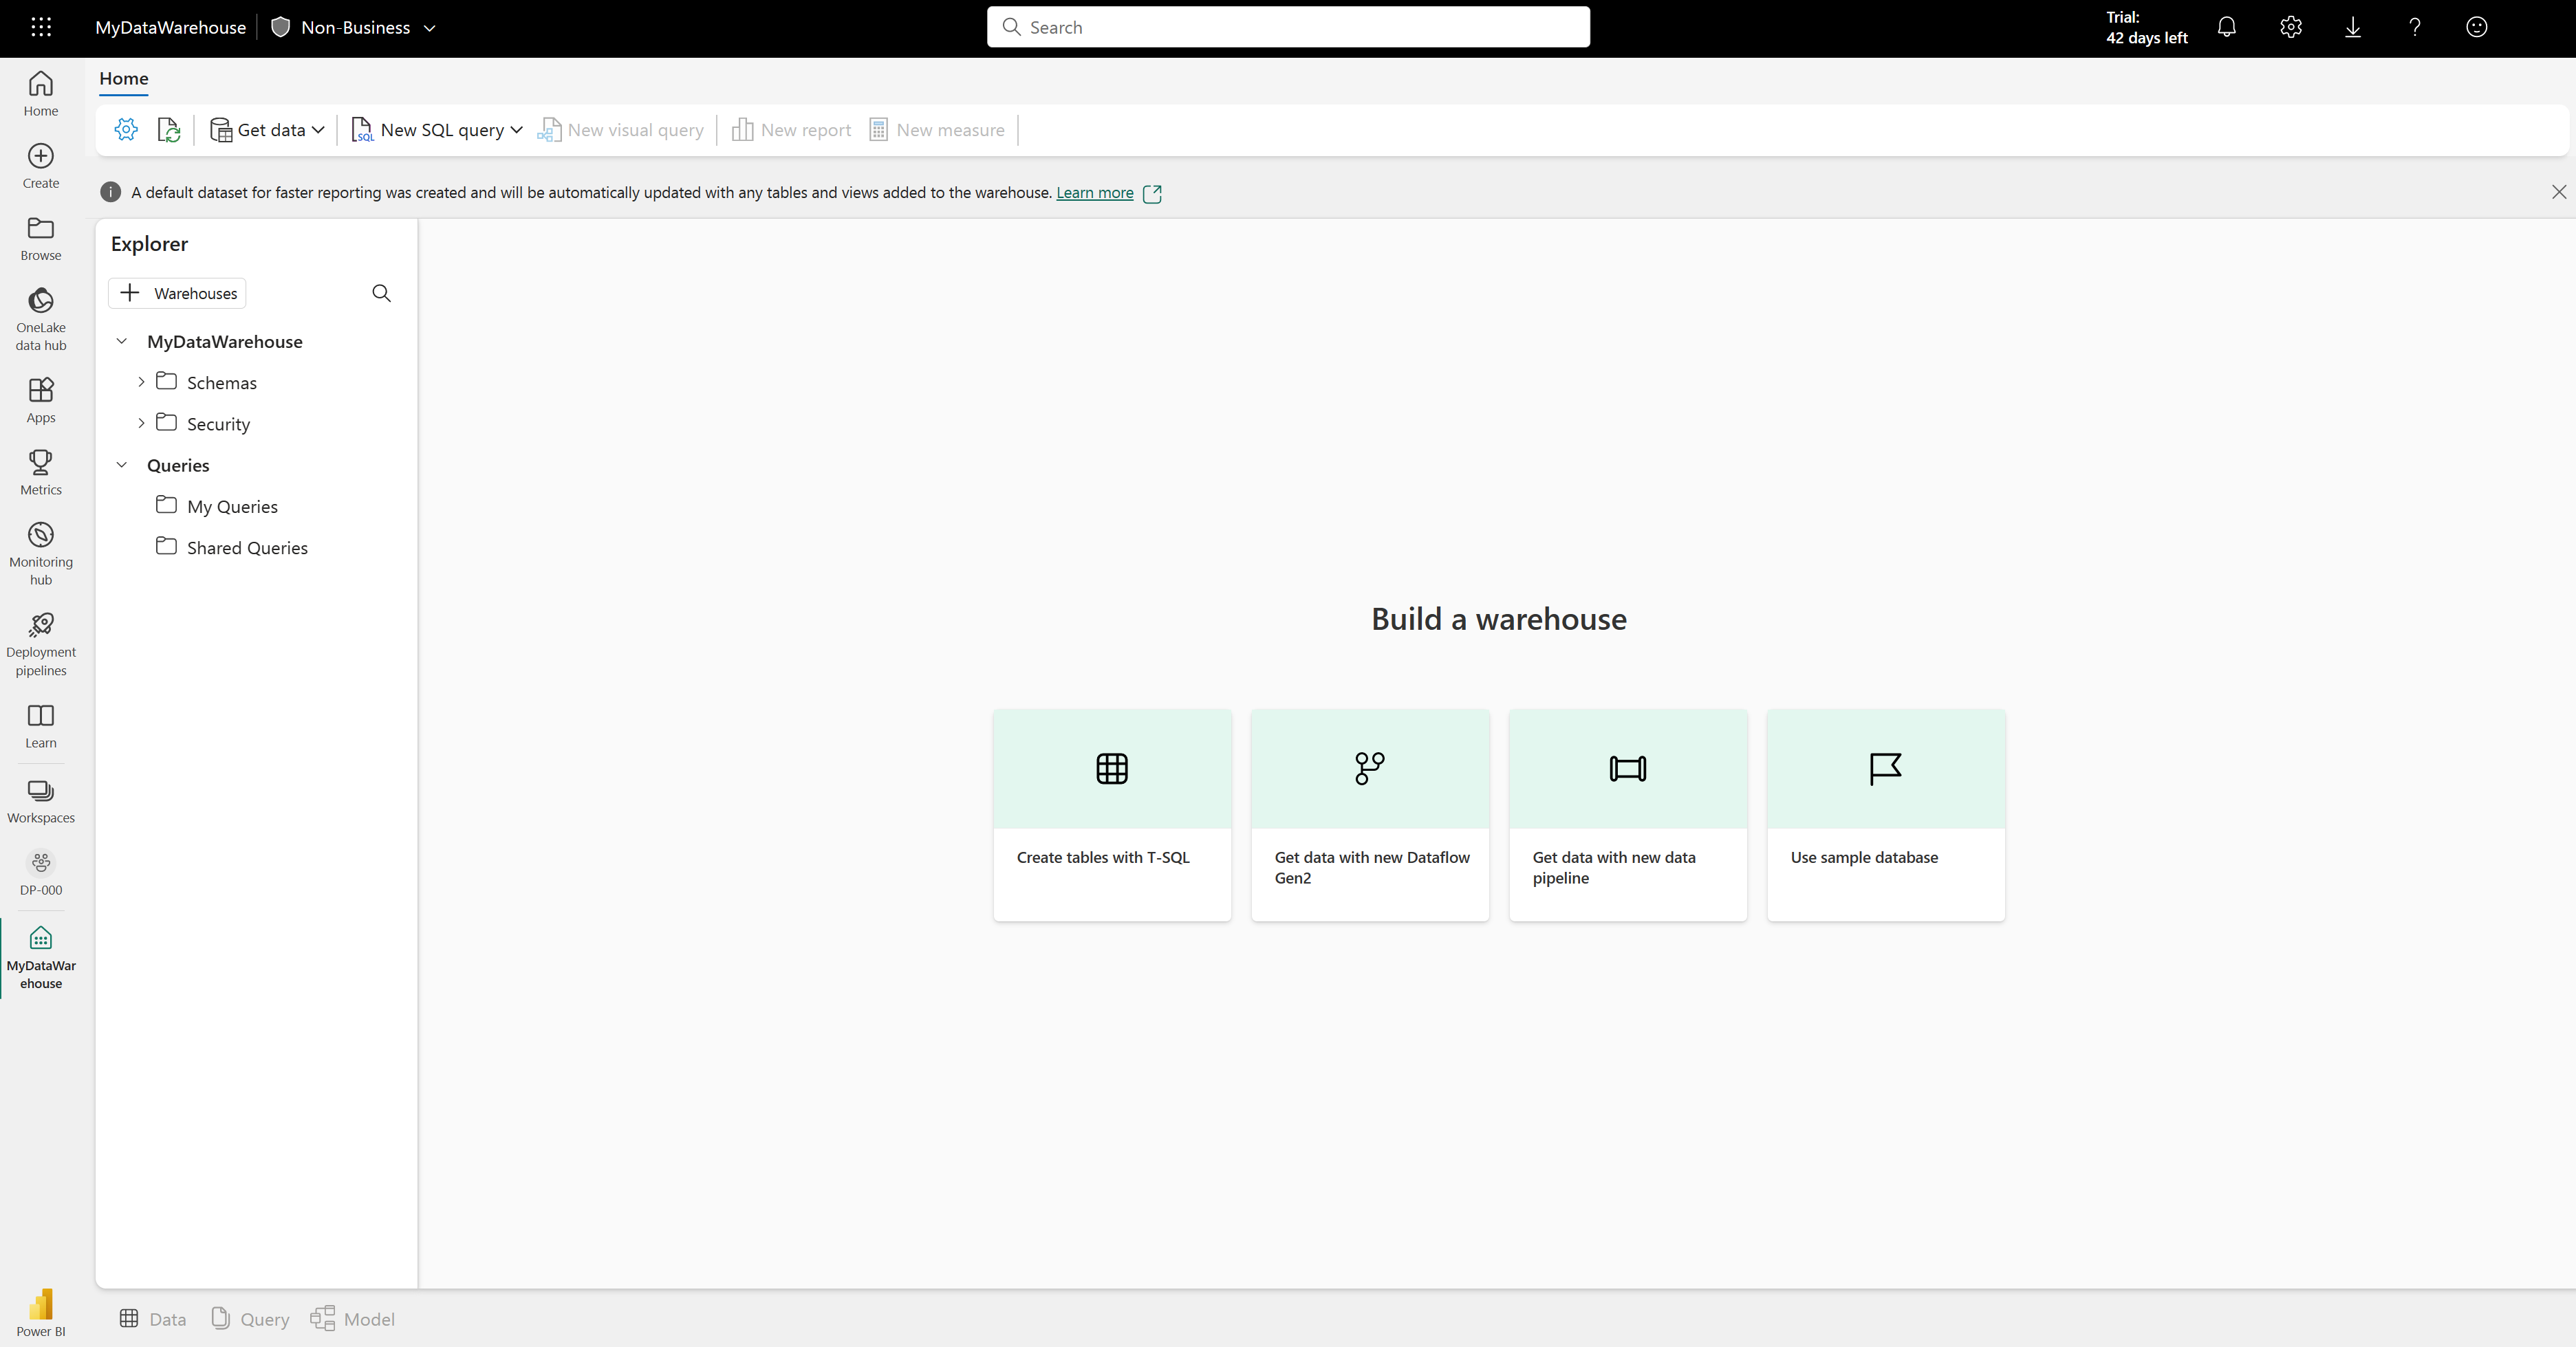 MyDataWarehouse
Non-Business
Search
Trial:
42 days left
Home
Create
Browse
OneLake
data hub
Apps
Metrics
Monitoring
hub
Deployment
pipelines
Learn
Workspaces
DP-000
MyDataWar
ehouse
Power BI
Home
Get data
New SQL query
New visual query
New report
New measure
A default dataset for faster reporting was created and will be automatically updated with any tables and views added to the warehouse. Learn more
Explorer
Warehouses
MyDataWarehouse
Schemas
Security
Queries
My Queries
Shared Queries
Build a warehouse
Create tables with T-SQL
Get data with new Dataflow
Gen2
Get data with new data
pipeline
Use sample database
Data
Query
Model